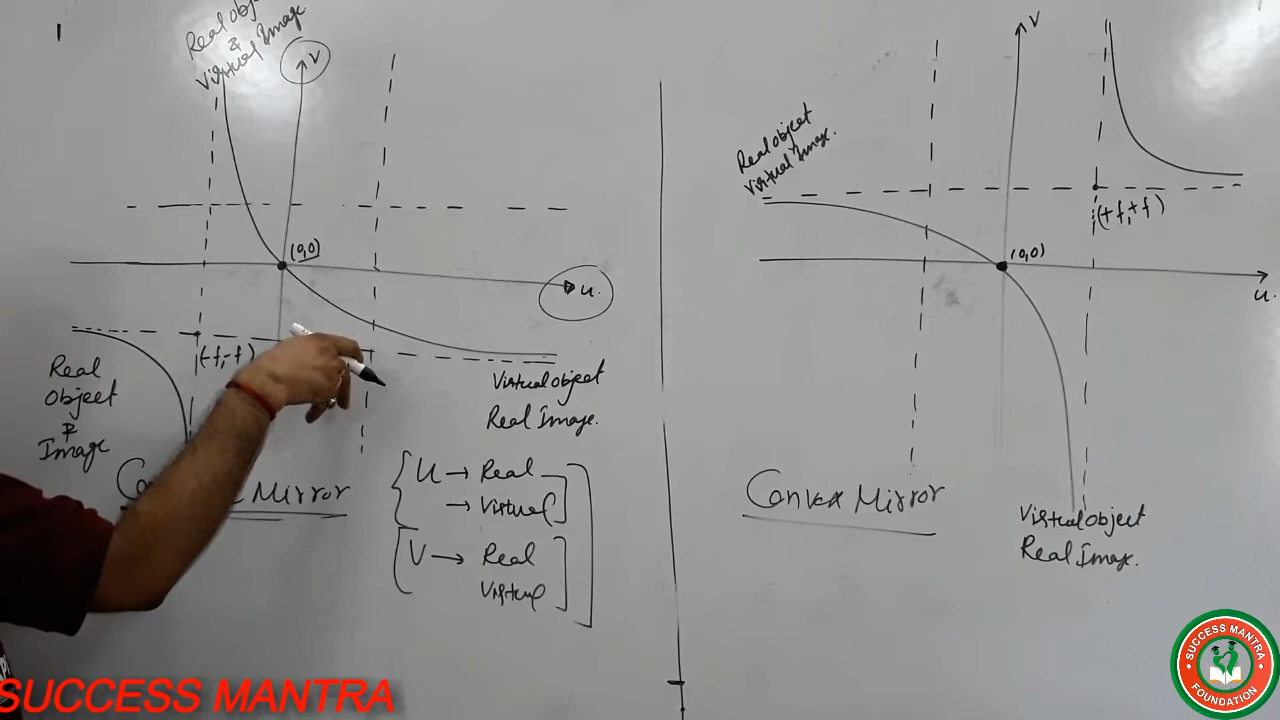 Real obj
&
Virtual Image.
V
(0,0)
u.
(-f,-f)
Real
Object
&
Image
Virtual object
Real Image.
Mirror
U → Real
→ Virtual
V → Real
Virtual
V
Real object
Virtual Image.
(+f,+f)
(0,0)
u.
Convex Mirror
Virtual object
Real Image.
SUCCESS MANTRA
SUCCESS MANTRA
FOUNDATION